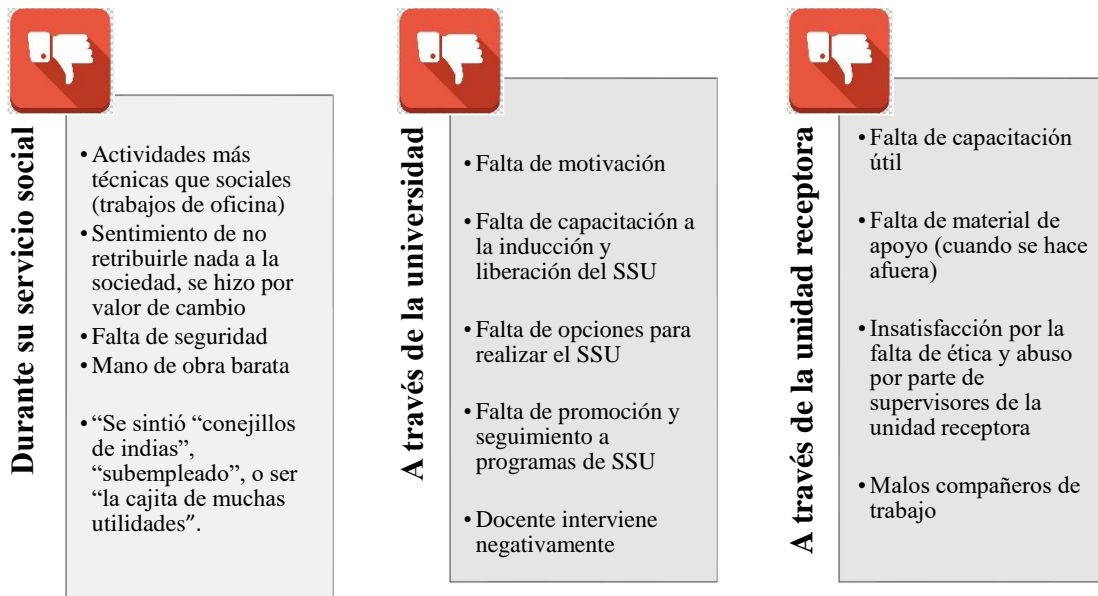 Durante su servicio social
• Actividades más
técnicas que sociales
(trabajos de oficina)
• Sentimiento de no
retribuirle nada a la
sociedad, se hizo por
valor de cambio
• Falta de seguridad
• Mano de obra barata
• “Se sintió “conejillos
de indias”,
“subempleado”, o ser
“la cajita de muchas
utilidades”.
A través de la universidad
• Falta de motivación
• Falta de capacitación a
la inducción y
liberación del SSU
• Falta de opciones para
realizar el SSU
• Falta de promoción y
seguimiento a
programas de SSU
• Docente interviene
negativamente
A través de la unidad receptora
• Falta de capacitación
útil
• Falta de material de
apoyo (cuando se hace
afuera)
• Insatisfacción por la
falta de ética y abuso
por parte de
supervisores de la
unidad receptora
• Malos compañeros de
trabajo